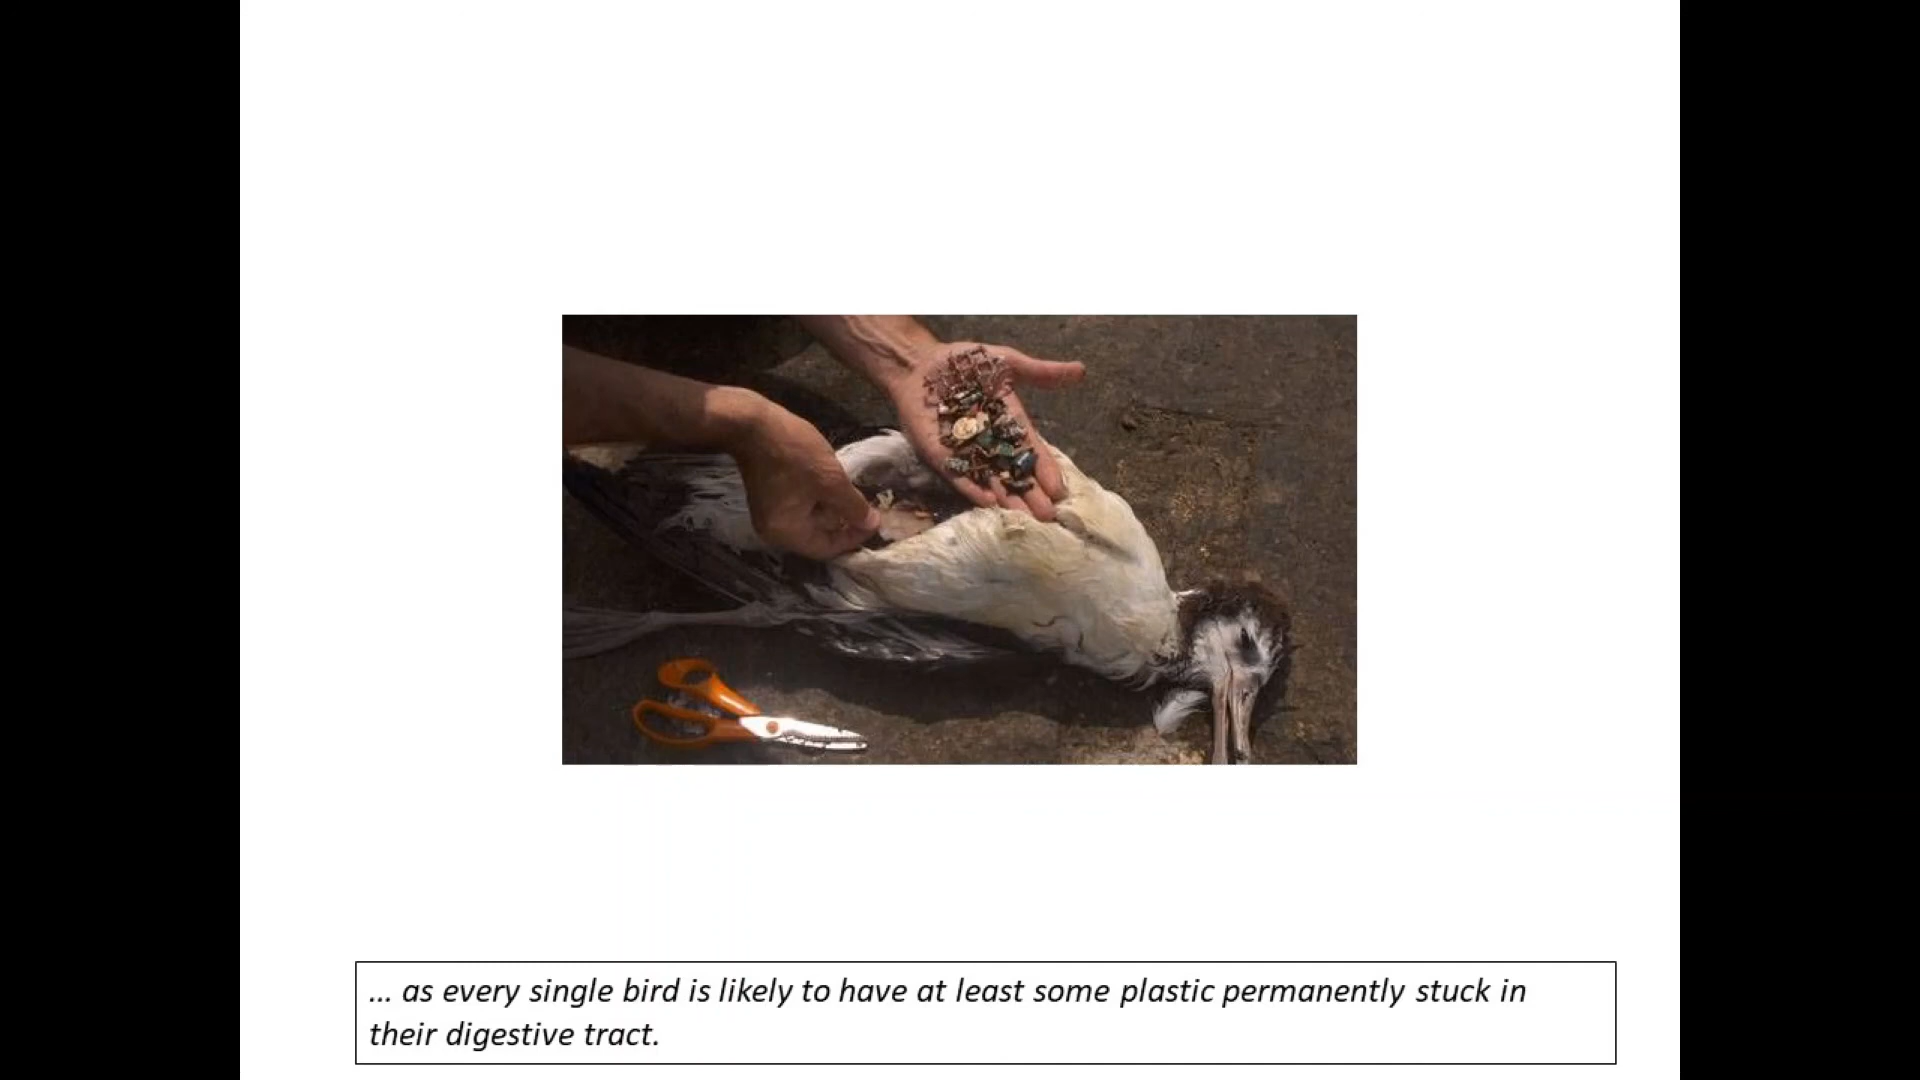 ... as every single bird is likely to have at least some plastic permanently stuck in
their digestive tract.